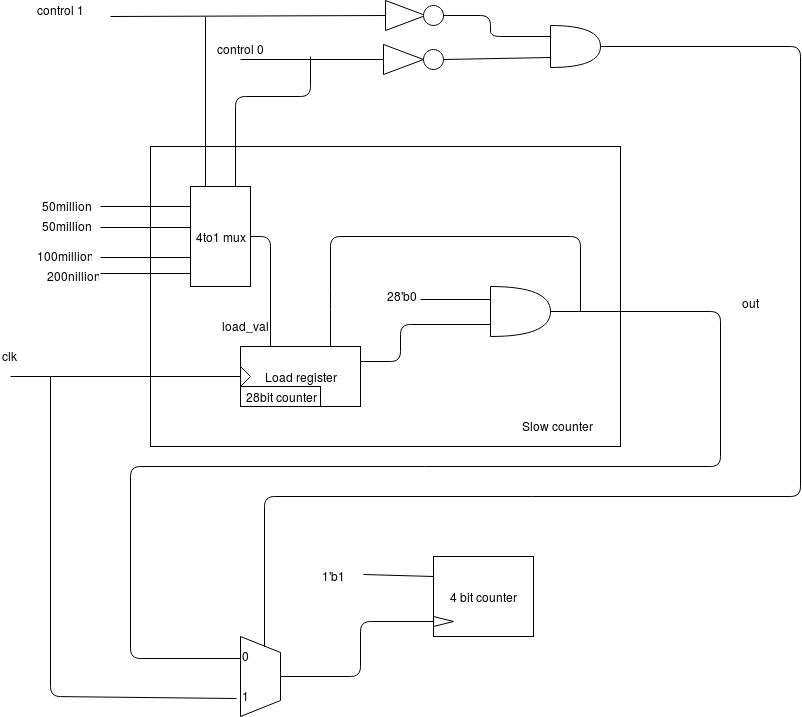 control 1
control 0
50million
50million
100million
200nillion
4to1 mux
28'b0
out
load_val
clk
Load register
28bit counter
Slow counter
1'b1
4 bit counter
0
1